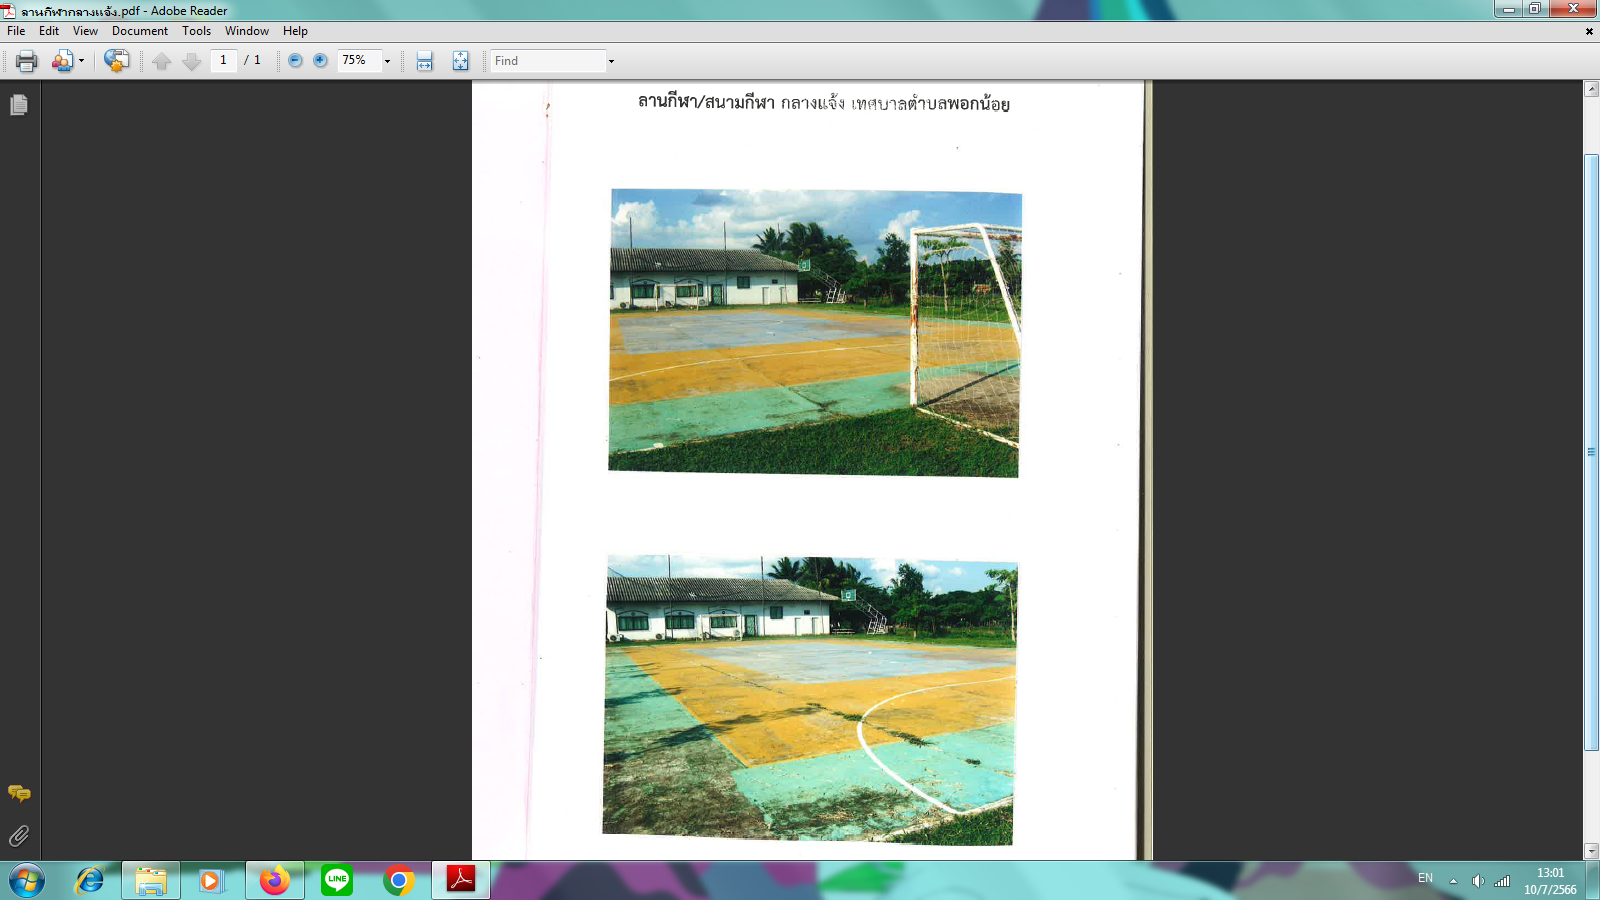 ลานกีฬากลางแจ้ง.pdf - Adobe Reader
File Edit View Document Tools Window Help
1 / 1 75% Find
ลานกีฬา/สนามกีฬา กลางแจ้ง เทศบาลตำบลพอกน้อย
LINE
EN
13:01
10/7/2566